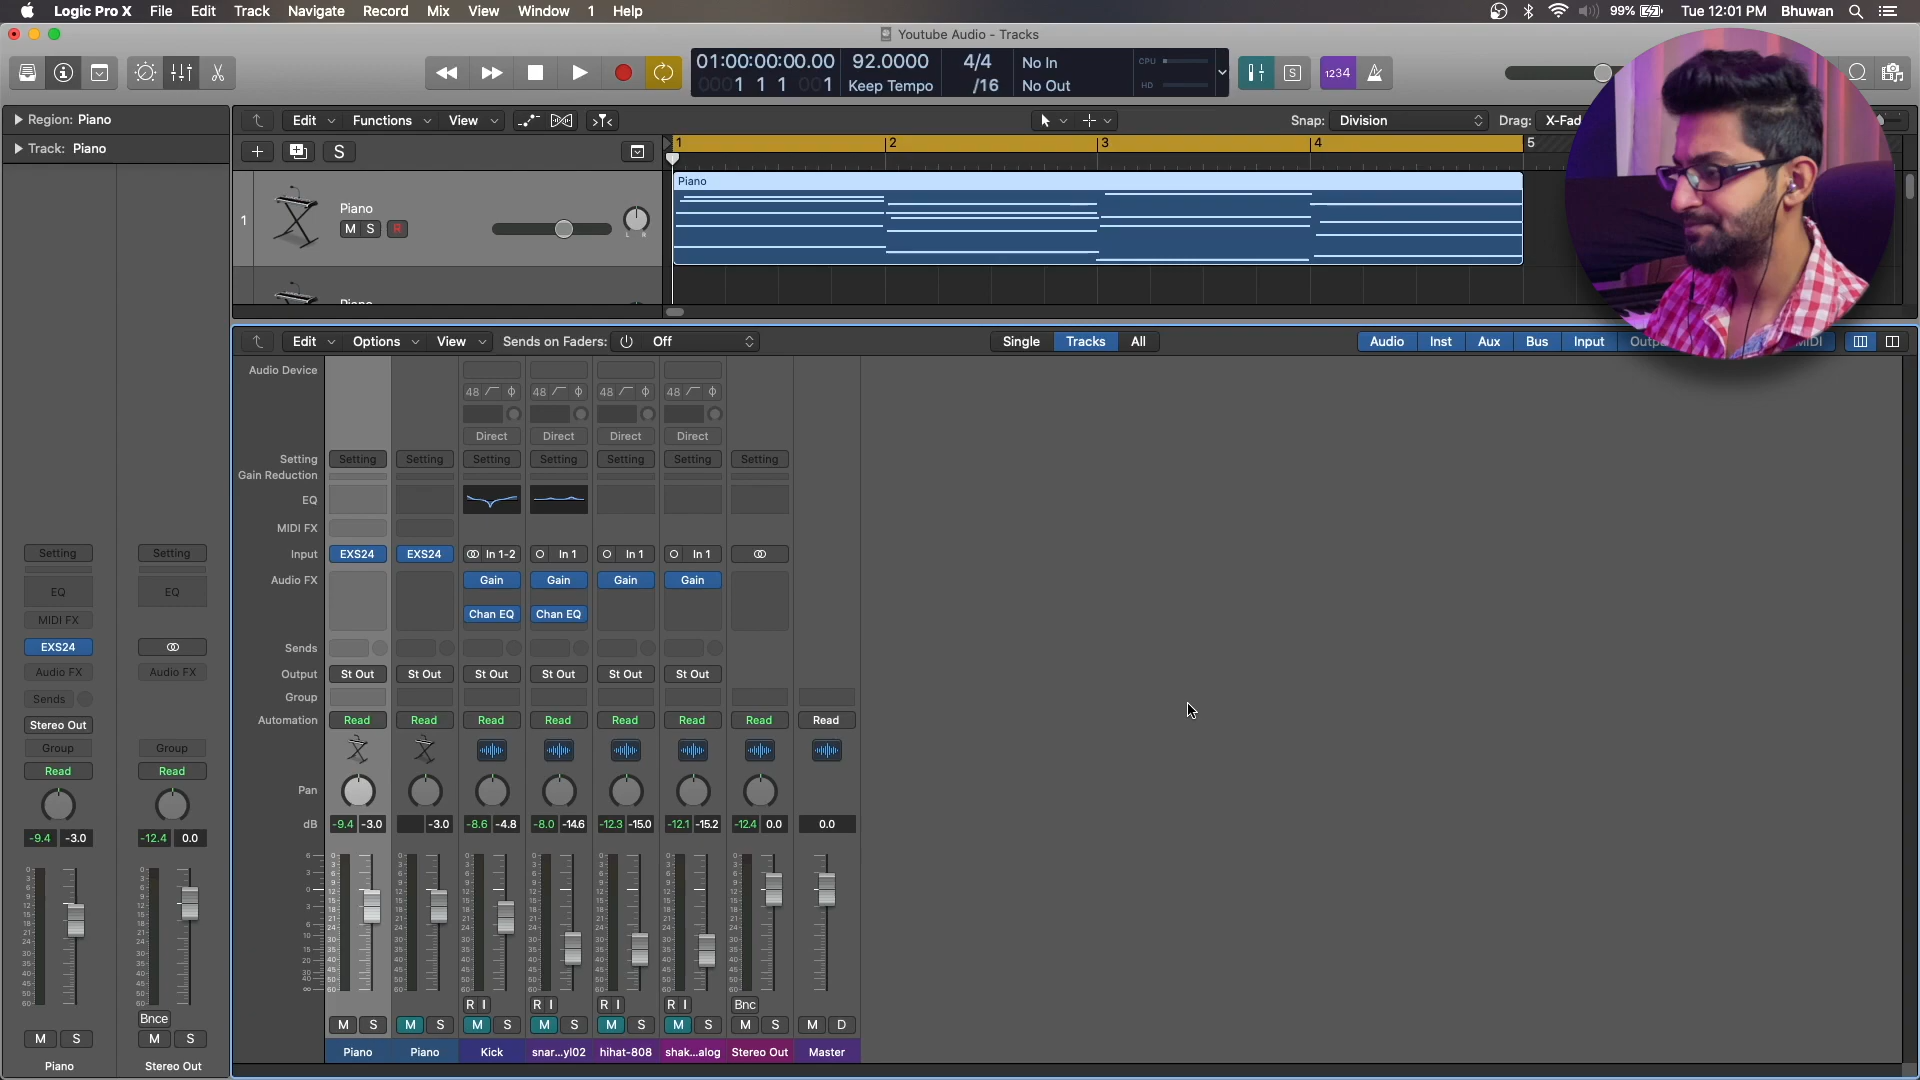 Logic Pro X File Edit Track Navigate Record Mix View Window 1 Help 99% Tue 12:01 PM Bhuwan
Youtube Audio - Tracks
01:00:00:00.00 92.0000 4/4 No In CPU
0001 1 1 001 Keep Tempo /16 No Out HD
S 1234
Region: Piano
Track: Piano
Edit Functions View Snap: Division Drag: X-Fad
S 1 2 3 4 5
1 Piano
M S R L R
Piano
Piano
Edit Options View Sends on Faders: Off Single Tracks All Audio Inst Aux Bus Input Outpu MIDI
Audio Device
48 48 48 48
Direct Direct Direct Direct
Setting Setting Setting Setting Setting Setting Setting Setting
Gain Reduction
EQ
MIDI FX
Input EXS24 EXS24 In 1-2 In 1 In 1 In 1
Audio FX Gain Gain Gain Gain
Chan EQ Chan EQ
Sends
Output St Out St Out St Out St Out St Out St Out
Group
Automation Read Read Read Read Read Read Read Read
Pan
dB -9.4 -3.0 -3.0 -8.6 -4.8 -8.0 -14.6 -12.3 -15.0 -12.1 -15.2 -12.4 0.0 0.0
R I R I R I R I Bnc
M S M S M S M S M S M S M S M D
Piano Piano Kick snar...yl02 hihat-808 shak...alog Stereo Out Master
Setting Setting
EQ EQ
MIDI FX
EXS24
Audio FX Audio FX
Sends
Stereo Out
Group Group
Read Read
-9.4 -3.0 -12.4 0.0
Bnce
M S M S
Piano Stereo Out